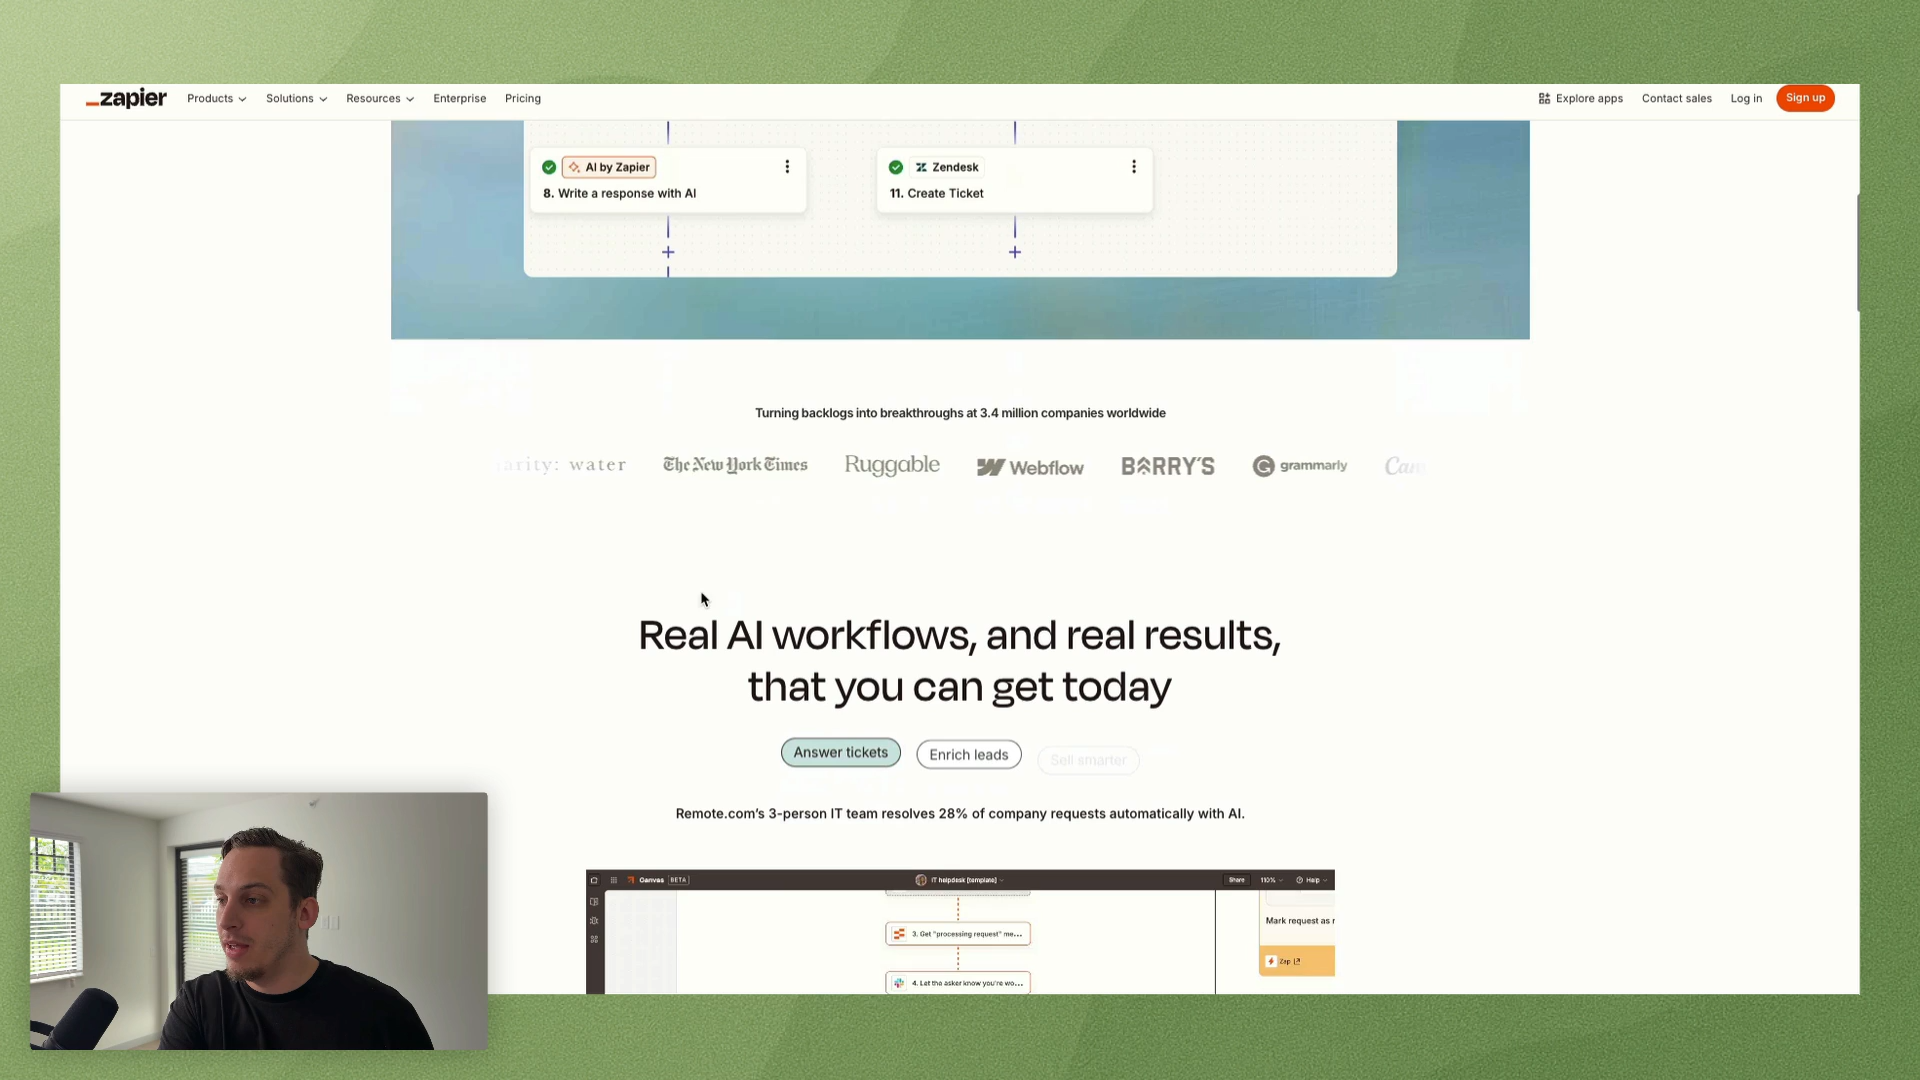 zapier
Products
Solutions
Resources
Enterprise
Pricing
Explore apps
Contact sales
Log in
Sign up
AI by Zapier
8. Write a response with AI
Zendesk
11. Create Ticket
Turning backlogs into breakthroughs at 3.4 million companies worldwide
arity: water
The New York Times
Ruggable
Webflow
BARRY'S
grammarly
Can
Real AI workflows, and real results,
that you can get today
Answer tickets
Enrich leads
Sell smarter
Remote.com's 3-person IT team resolves 28% of company requests automatically with AI.
Canvas BETA
IT helpdesk [template]
Share
110%
Help
3. Get "processing request" me...
Mark request as r
Zap
4. Let the asker know you're wo...